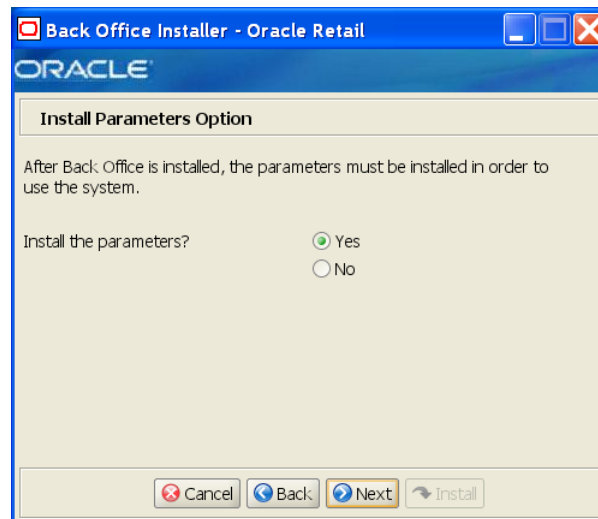 Back Office Installer - Oracle Retail
ORACLE
Install Parameters Option
After Back Office is installed, the parameters must be installed in order to
use the system.
Install the parameters?
Yes
No
Cancel
Back
Next
Install